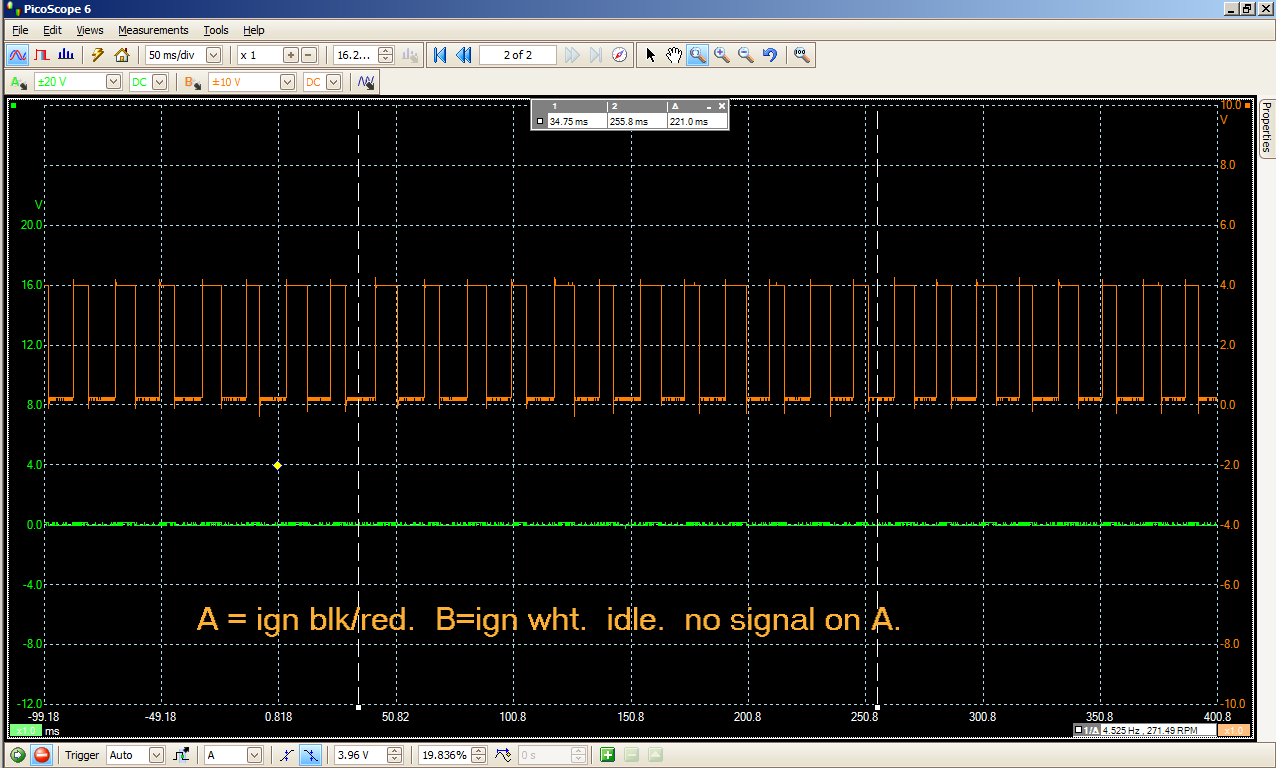 PicoScope 6
File Edit Views Measurements Tools Help
50 ms/div x 1 16.2... 2 of 2
A ±20 V DC B ±10 V DC
1 2 Δ
34.75 ms 255.8 ms 221.0 ms
Properties
V
20.0
16.0
12.0
8.0
4.0
0.0
-4.0
-8.0
-12.0
10.0
V
8.0
6.0
4.0
2.0
0.0
-2.0
-4.0
-6.0
-8.0
-10.0
A = ign blk/red. B=ign wht. idle. no signal on A.
-99.18 -49.18 0.818 50.82 100.8 150.8 200.8 250.8 300.8 350.8 400.8
x1.0 ms 1/Δ 4.525 Hz , 271.49 RPM x1.0
Trigger Auto A 3.96 V 19.836% 0 s